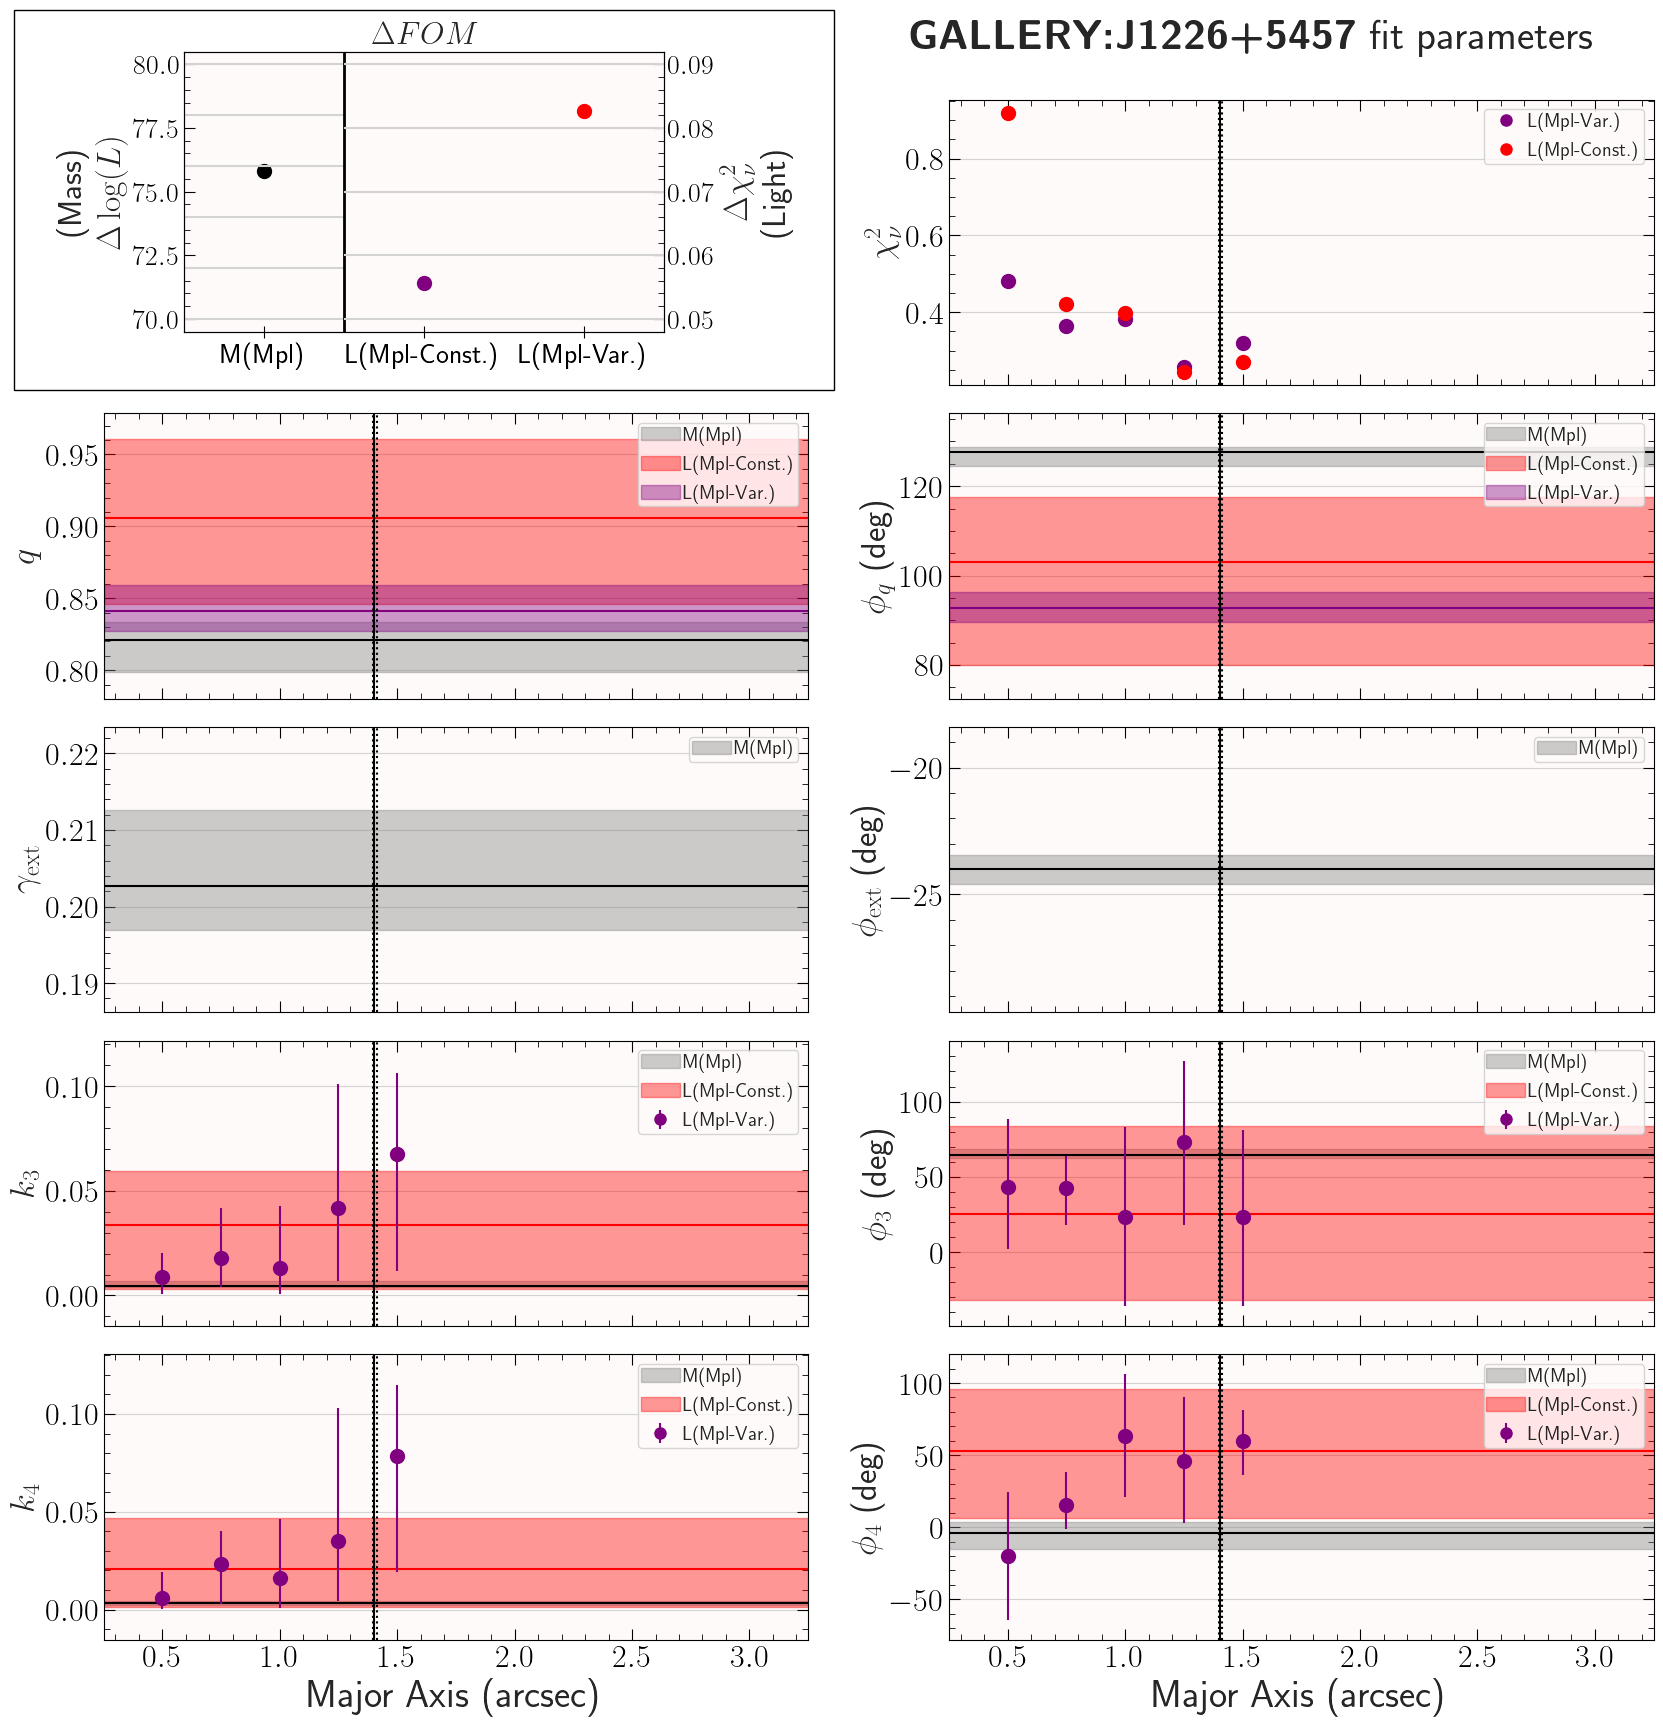 ΔFOM
GALLERY:J1226+5457 fit parameters
(Mass)
Δ log(L)
80.0
77.5
75.0
72.5
70.0
0.09
0.08
0.07
0.06
0.05
Δχ²ᵥ
(Light)
M(Mpl)
L(Mpl-Const.)
L(Mpl-Var.)
χ²ᵥ
0.8
0.6
0.4
L(Mpl-Var.)
L(Mpl-Const.)
q
0.95
0.90
0.85
0.80
M(Mpl)
L(Mpl-Const.)
L(Mpl-Var.)
ϕq (deg)
120
100
80
M(Mpl)
L(Mpl-Const.)
L(Mpl-Var.)
γext
0.22
0.21
0.20
0.19
M(Mpl)
ϕext (deg)
−20
−25
M(Mpl)
k3
0.10
0.05
0.00
M(Mpl)
L(Mpl-Const.)
L(Mpl-Var.)
ϕ3 (deg)
100
50
0
M(Mpl)
L(Mpl-Const.)
L(Mpl-Var.)
k4
0.10
0.05
0.00
M(Mpl)
L(Mpl-Const.)
L(Mpl-Var.)
0.5 1.0 1.5 2.0 2.5 3.0
Major Axis (arcsec)
ϕ4 (deg)
100
50
0
−50
M(Mpl)
L(Mpl-Const.)
L(Mpl-Var.)
0.5 1.0 1.5 2.0 2.5 3.0
Major Axis (arcsec)